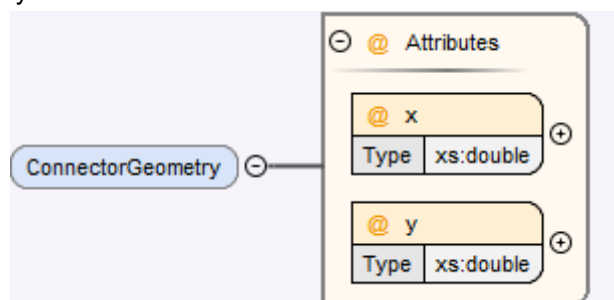 @ Attributes
@ x
Type xs:double
ConnectorGeometry
@ y
Type xs:double